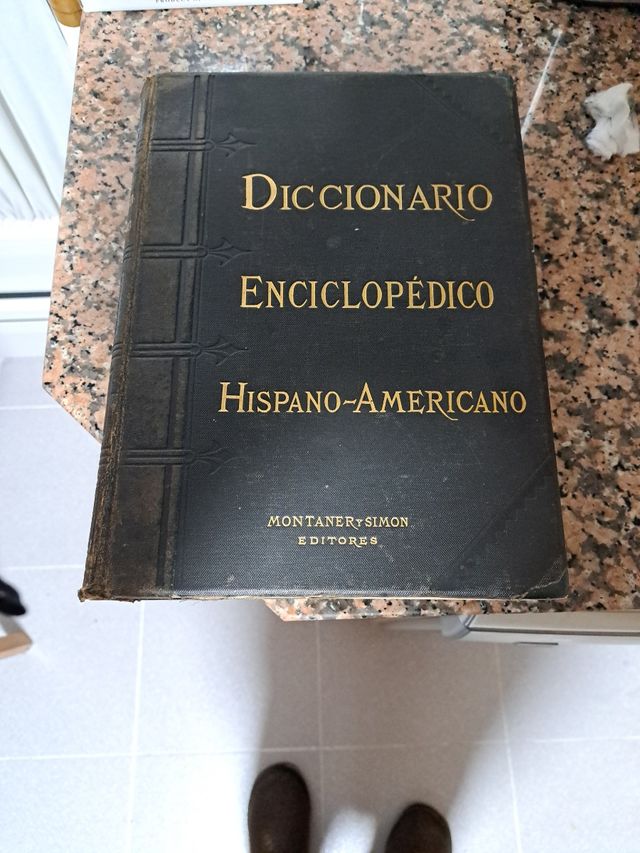 DICCIONARIO
ENCICLOPÉDICO
HISPANO-AMERICANO
MONTANER Y SIMON
EDITORES